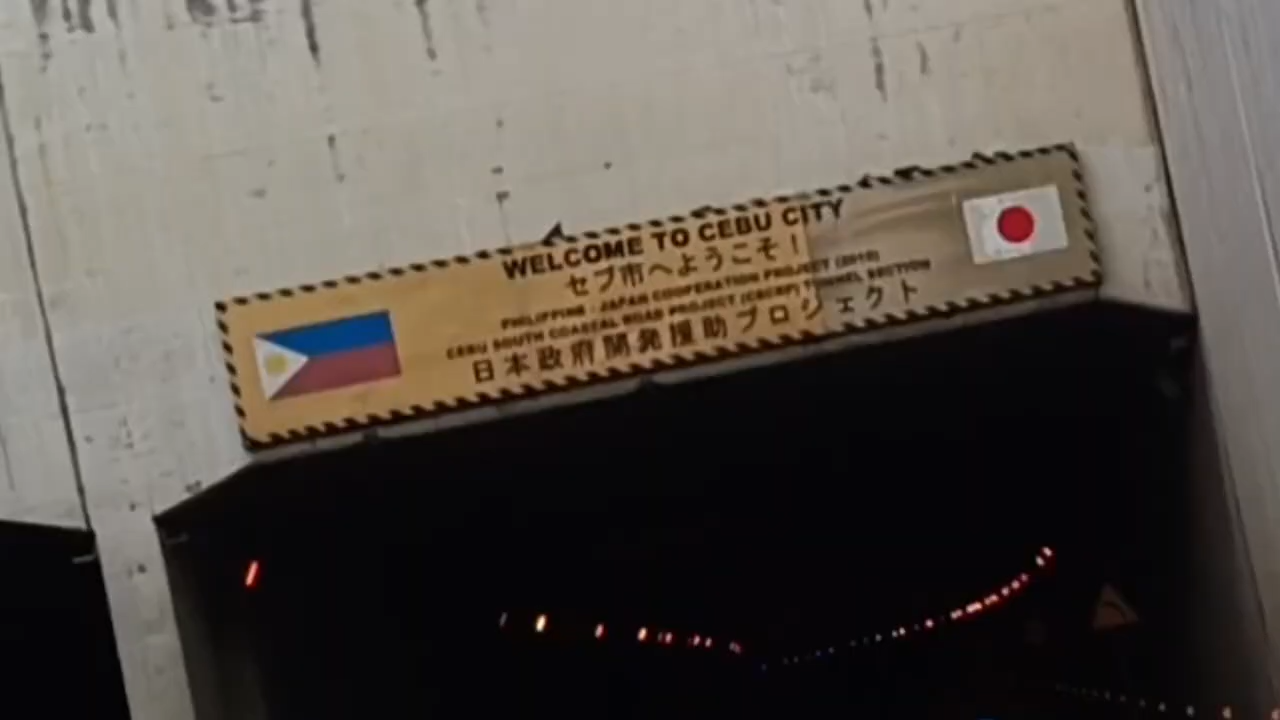 WELCOME TO CEBU CITY
セブ市へようこそ！
PHILIPPINE - JAPAN COOPERATION PROJECT (2010)
CEBU SOUTH COASTAL ROAD PROJECT (CSCRP) TUNNEL SECTION
日本政府開発援助プロジェクト